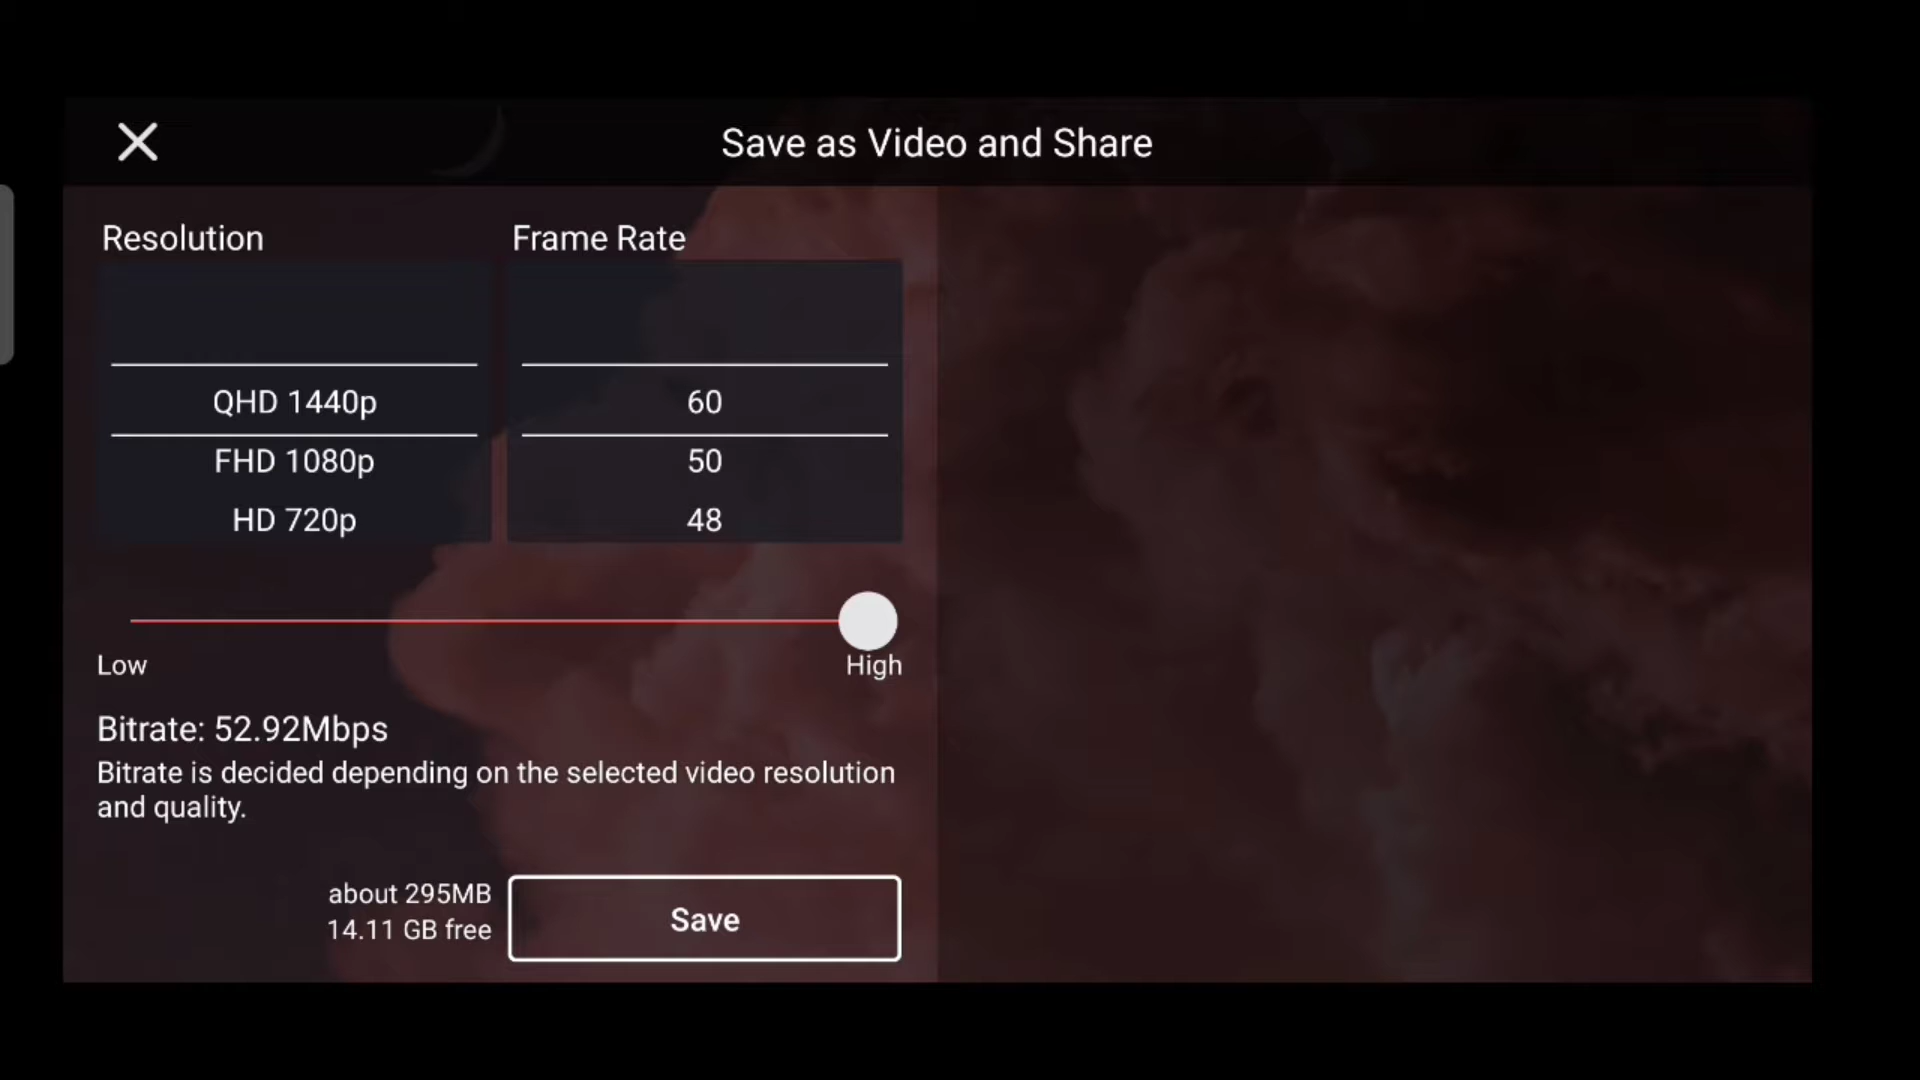 Save as Video and Share
Resolution
Frame Rate
QHD 1440p
60
FHD 1080p
50
HD 720p
48
Low
High
Bitrate: 52.92Mbps
Bitrate is decided depending on the selected video resolution
and quality.
about 295MB
14.11 GB free
Save